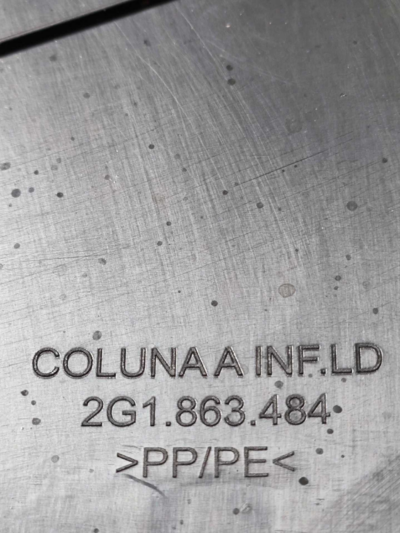 COLUNA A INF.LD
2G1.863.484
>PP/PE<